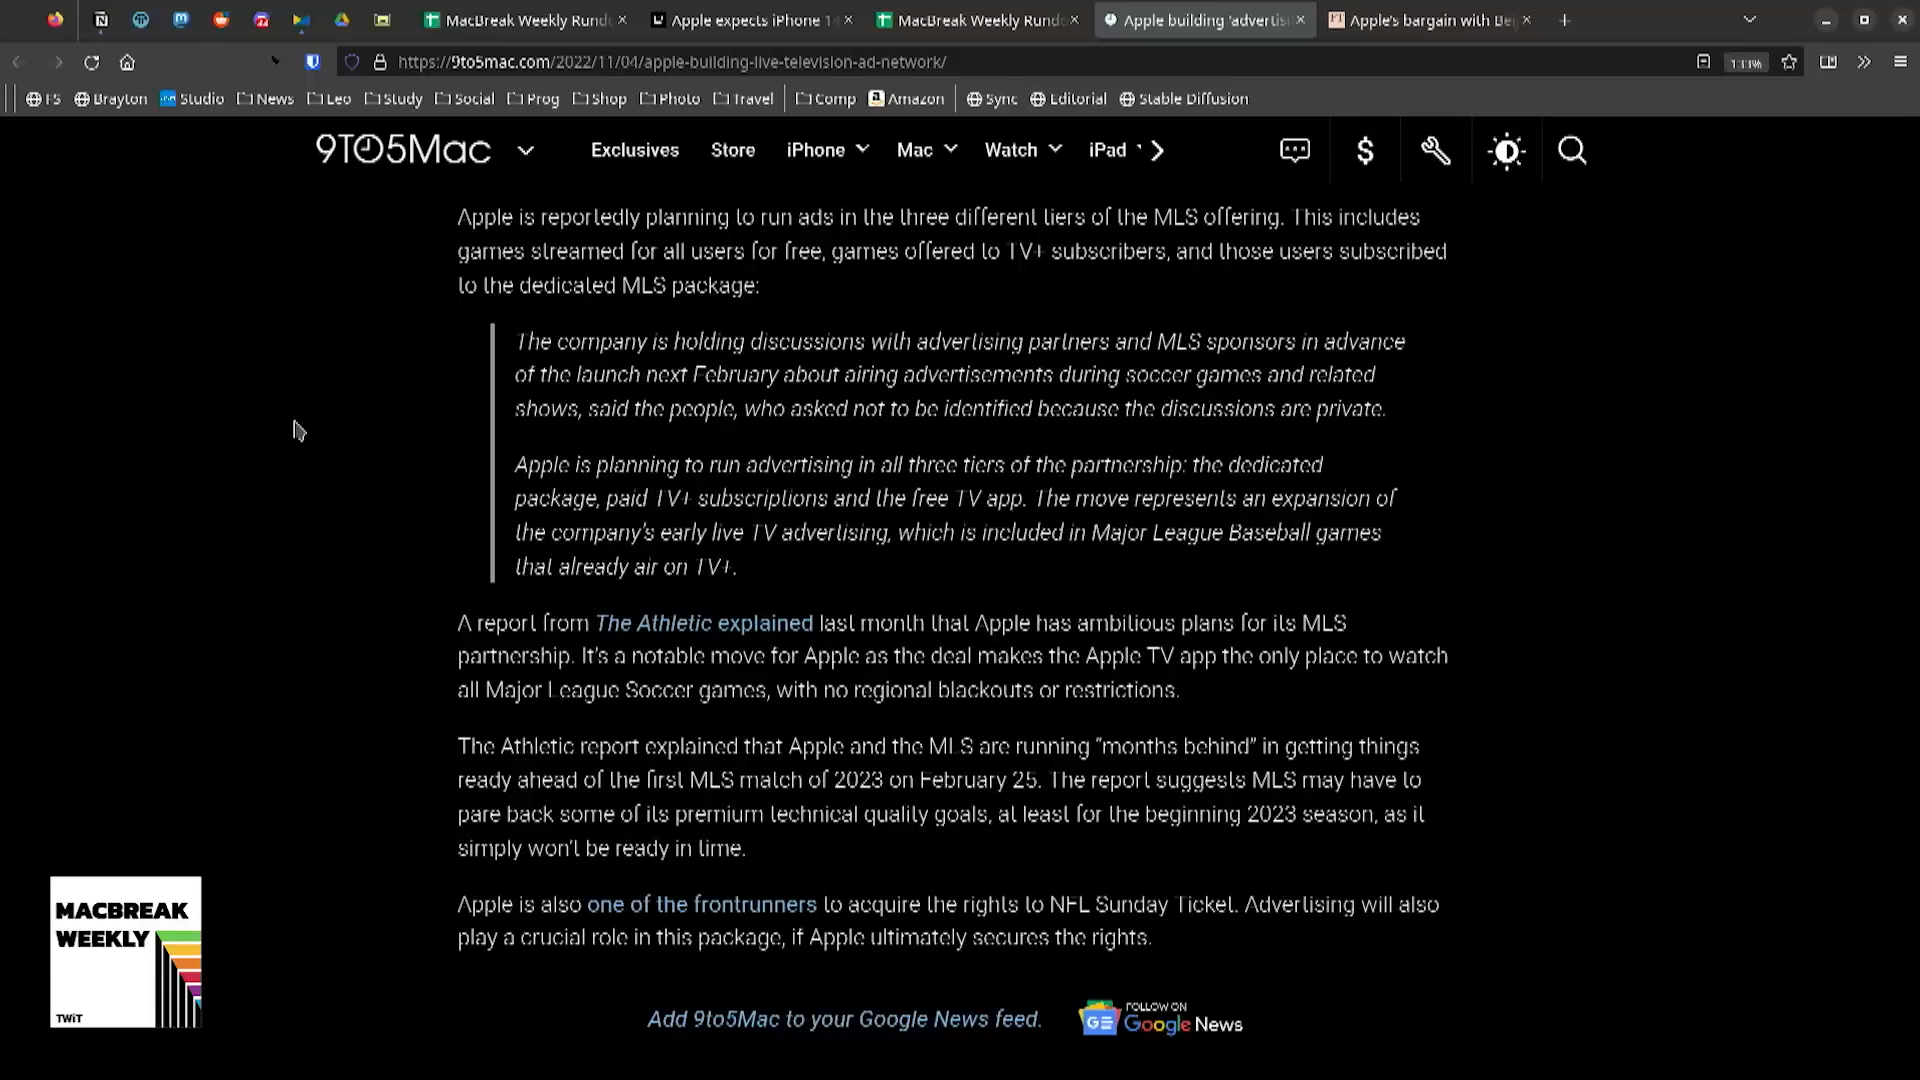 MacBreak Weekly Rund
Apple expects iPhone 1
MacBreak Weekly Rund
Apple building 'advertis
FT Apple's bargain with Bei
https://9to5mac.com/2022/11/04/apple-building-live-television-ad-network/
133%
FS Brayton Studio News Leo Study Social Prog Shop Photo Travel Comp Amazon Sync Editorial Stable Diffusion
9TO5Mac Exclusives Store iPhone Mac Watch iPad
Apple is reportedly planning to run ads in the three different tiers of the MLS offering. This includes
games streamed for all users for free, games offered to TV+ subscribers, and those users subscribed
to the dedicated MLS package:
The company is holding discussions with advertising partners and MLS sponsors in advance
of the launch next February about airing advertisements during soccer games and related
shows, said the people, who asked not to be identified because the discussions are private.
Apple is planning to run advertising in all three tiers of the partnership: the dedicated
package, paid TV+ subscriptions and the free TV app. The move represents an expansion of
the company's early live TV advertising, which is included in Major League Baseball games
that already air on TV+.
A report from The Athletic explained last month that Apple has ambitious plans for its MLS
partnership. It's a notable move for Apple as the deal makes the Apple TV app the only place to watch
all Major League Soccer games, with no regional blackouts or restrictions.
The Athletic report explained that Apple and the MLS are running "months behind" in getting things
ready ahead of the first MLS match of 2023 on February 25. The report suggests MLS may have to
pare back some of its premium technical quality goals, at least for the beginning 2023 season, as it
simply won't be ready in time.
Apple is also one of the frontrunners to acquire the rights to NFL Sunday Ticket. Advertising will also
play a crucial role in this package, if Apple ultimately secures the rights.
Add 9to5Mac to your Google News feed.
GE FOLLOW ON
Google News
MACBREAK
WEEKLY
TWiT